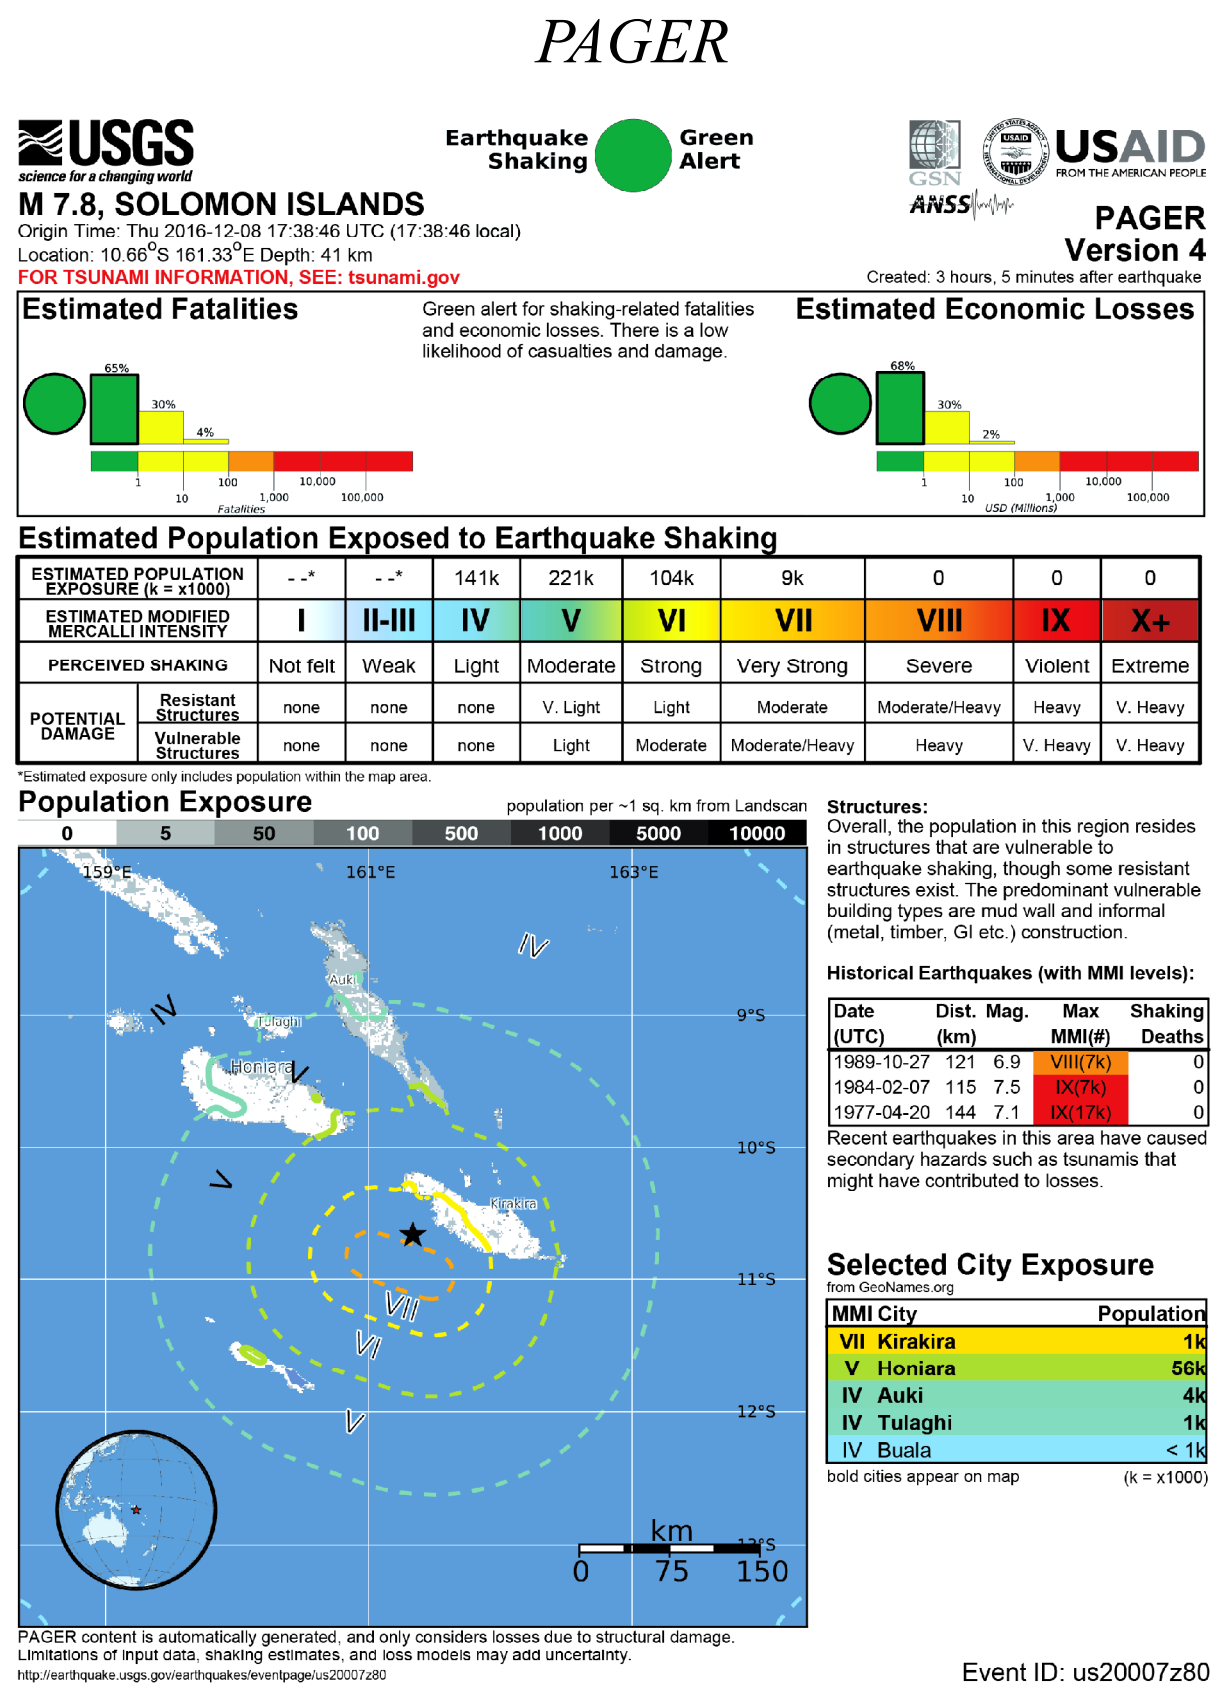 PAGER
USGS
science for a changing world
Earthquake Shaking
Green Alert
GSN
ANSS
UNITED STATES AGENCY
USAID
INTERNATIONAL DEVELOPMENT
USAID
FROM THE AMERICAN PEOPLE
M 7.8, SOLOMON ISLANDS
Origin Time: Thu 2016-12-08 17:38:46 UTC (17:38:46 local)
Location: 10.66°S 161.33°E Depth: 41 km
FOR TSUNAMI INFORMATION, SEE: tsunami.gov
PAGER
Version 4
Created: 3 hours, 5 minutes after earthquake
Estimated Fatalities
65%
30%
4%
1 100 10,000
10 1,000 100,000
Fatalities
Green alert for shaking-related fatalities
and economic losses. There is a low
likelihood of casualties and damage.
Estimated Economic Losses
68%
30%
2%
1 100 10,000
10 1,000 100,000
USD (Millions)
Estimated Population Exposed to Earthquake Shaking
ESTIMATED POPULATION EXPOSURE (k = x1000) - -* - -* 141k 221k 104k 9k 0 0 0
ESTIMATED MODIFIED MERCALLI INTENSITY I II-III IV V VI VII VIII IX X+
PERCEIVED SHAKING Not felt Weak Light Moderate Strong Very Strong Severe Violent Extreme
POTENTIAL DAMAGE
Resistant Structures none none none V. Light Light Moderate Moderate/Heavy Heavy V. Heavy
Vulnerable Structures none none none Light Moderate Moderate/Heavy Heavy V. Heavy V. Heavy
*Estimated exposure only includes population within the map area.
Population Exposure
population per ~1 sq. km from Landscan
0 5 50 100 500 1000 5000 10000
159°E 161°E 163°E
IV
Auki
IV
Tulaghi
9°S
Honiara
V
10°S
V
Kirakira
11°S
VII
VI
12°S
V
13°S
km
0 75 150
PAGER content is automatically generated, and only considers losses due to structural damage.
Limitations of input data, shaking estimates, and loss models may add uncertainty.
http://earthquake.usgs.gov/earthquakes/eventpage/us20007z80
Structures:
Overall, the population in this region resides
in structures that are vulnerable to
earthquake shaking, though some resistant
structures exist. The predominant vulnerable
building types are mud wall and informal
(metal, timber, GI etc.) construction.
Historical Earthquakes (with MMI levels):
Date (UTC) Dist. (km) Mag. Max MMI(#) Shaking Deaths
1989-10-27 121 6.9 VIII(7k) 0
1984-02-07 115 7.5 IX(7k) 0
1977-04-20 144 7.1 IX(17k) 0
Recent earthquakes in this area have caused
secondary hazards such as tsunamis that
might have contributed to losses.
Selected City Exposure
from GeoNames.org
MMI City Population
VII Kirakira 1k
V Honiara 56k
IV Auki 4k
IV Tulaghi 1k
IV Buala < 1k
bold cities appear on map (k = x1000)
Event ID: us20007z80